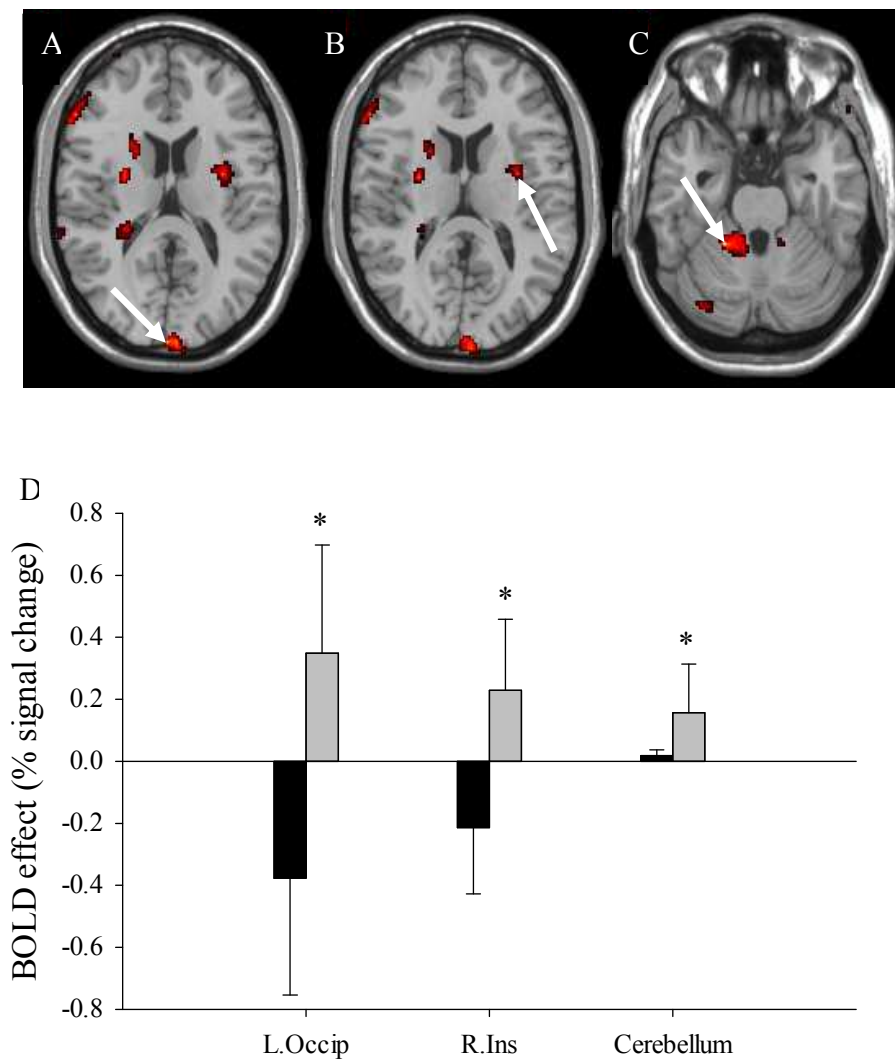 A B C
D
BOLD effect (% signal change)
0.8
0.6
0.4
0.2
0.0
-0.2
-0.4
-0.6
-0.8
* * *
L.Occip R.Ins Cerebellum